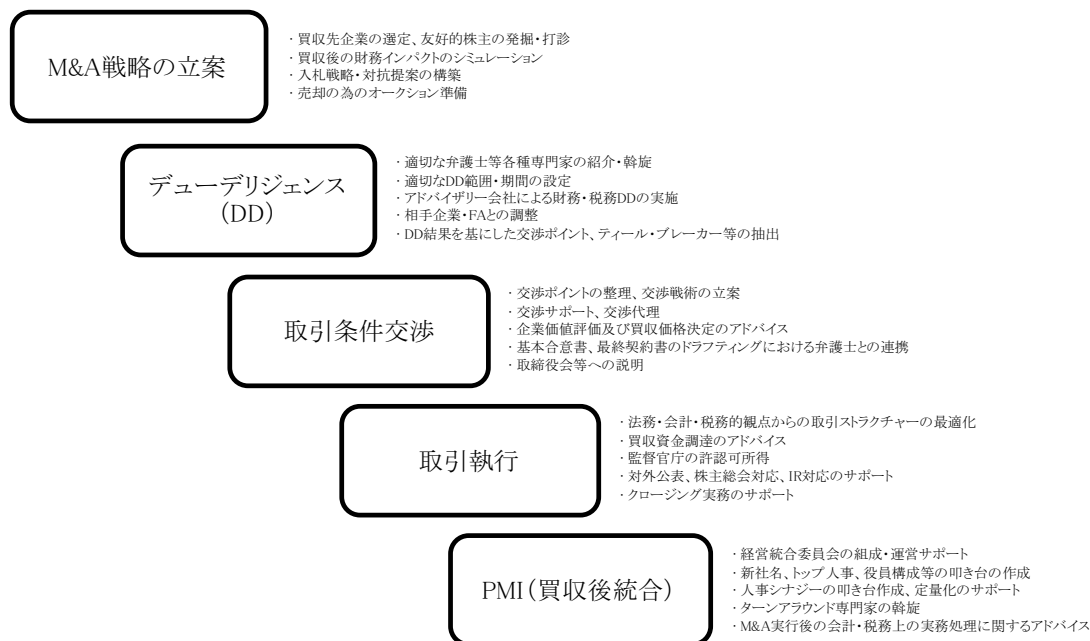 M&A戦略の立案
・買収先企業の選定、友好的株主の発掘・打診
・買収後の財務インパクトのシミュレーション
・入札戦略・対抗提案の構築
・売却の為のオークション準備
デューデリジェンス
(DD)
・適切な弁護士等各種専門家の紹介・斡旋
・適切なDD範囲・期間の設定
・アドバイザリー会社による財務・税務DDの実施
・相手企業・FAとの調整
・DD結果を基にした交渉ポイント、ティール・ブレーカー等の抽出
取引条件交渉
・交渉ポイントの整理、交渉戦術の立案
・交渉サポート、交渉代理
・企業価値評価及び買収価格決定のアドバイス
・基本合意書、最終契約書のドラフティングにおける弁護士との連携
・取締役会等への説明
取引執行
・法務・会計・税務的観点からの取引ストラクチャーの最適化
・買収資金調達のアドバイス
・監督官庁の許認可所得
・対外公表、株主総会対応、IR対応のサポート
・クロージング実務のサポート
PMI(買収後統合)
・経営統合委員会の組成・運営サポート
・新社名、トップ人事、役員構成等の叩き台の作成
・人事シナジーの叩き台作成、定量化のサポート
・ターンアラウンド専門家の斡旋
・M&A実行後の会計・税務上の実務処理に関するアドバイス